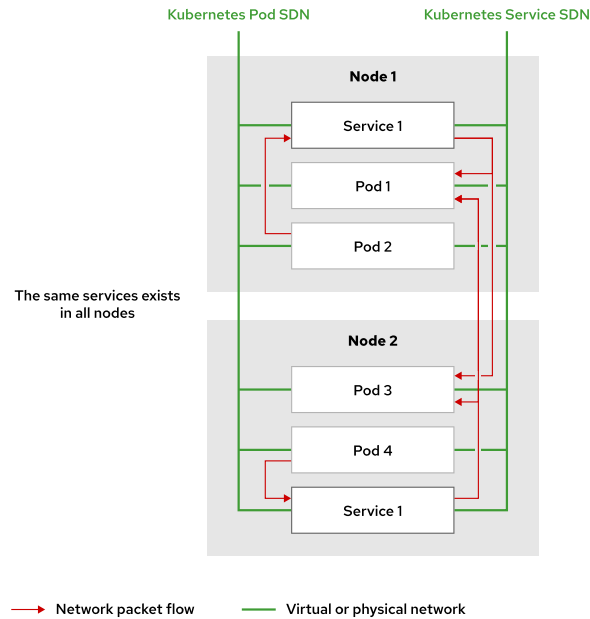 Kubernetes Pod SDN
Kubernetes Service SDN
Node 1
Service 1
Pod 1
Pod 2
The same services exists
in all nodes
Node 2
Pod 3
Pod 4
Service 1
Network packet flow
Virtual or physical network